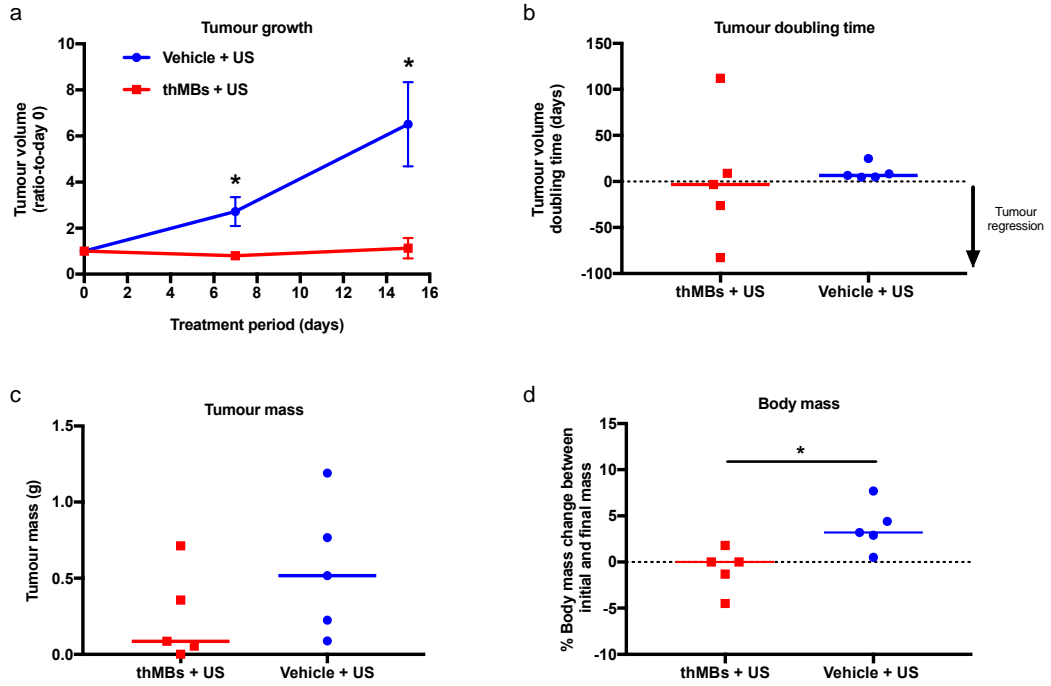 a
Tumour growth
10
8
6
4
2
0
Tumour volume
(ratio-to-day 0)
Vehicle + US
thMBs + US
*
*
0 2 4 6 8 10 12 14 16
Treatment period (days)
b
Tumour doubling time
150
100
50
0
-50
-100
Tumour volume
doubling time (days)
thMBs + US Vehicle + US
Tumour
regression
c
Tumour mass
1.5
1.0
0.5
0.0
Tumour mass (g)
thMBs + US Vehicle + US
d
Body mass
15
10
5
0
-5
-10
% Body mass change between
initial and final mass
*
thMBs + US Vehicle + US